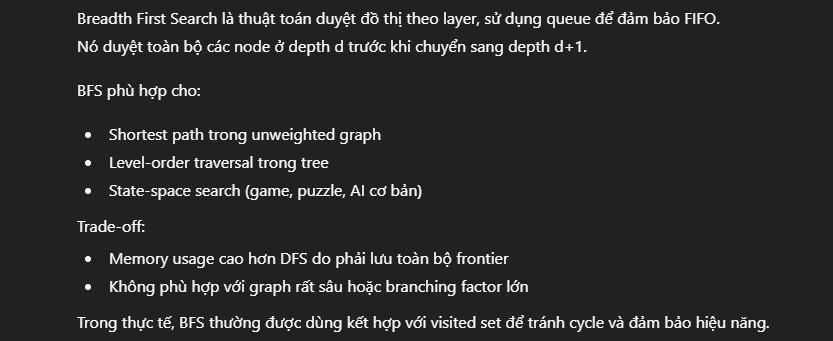 Breadth First Search là thuật toán duyệt đồ thị theo layer, sử dụng queue để đảm bảo FIFO.
Nó duyệt toàn bộ các node ở depth d trước khi chuyển sang depth d+1.
BFS phù hợp cho:
• Shortest path trong unweighted graph
• Level-order traversal trong tree
• State-space search (game, puzzle, AI cơ bản)
Trade-off:
• Memory usage cao hơn DFS do phải lưu toàn bộ frontier
• Không phù hợp với graph rất sâu hoặc branching factor lớn
Trong thực tế, BFS thường được dùng kết hợp với visited set để tránh cycle và đảm bảo hiệu năng.